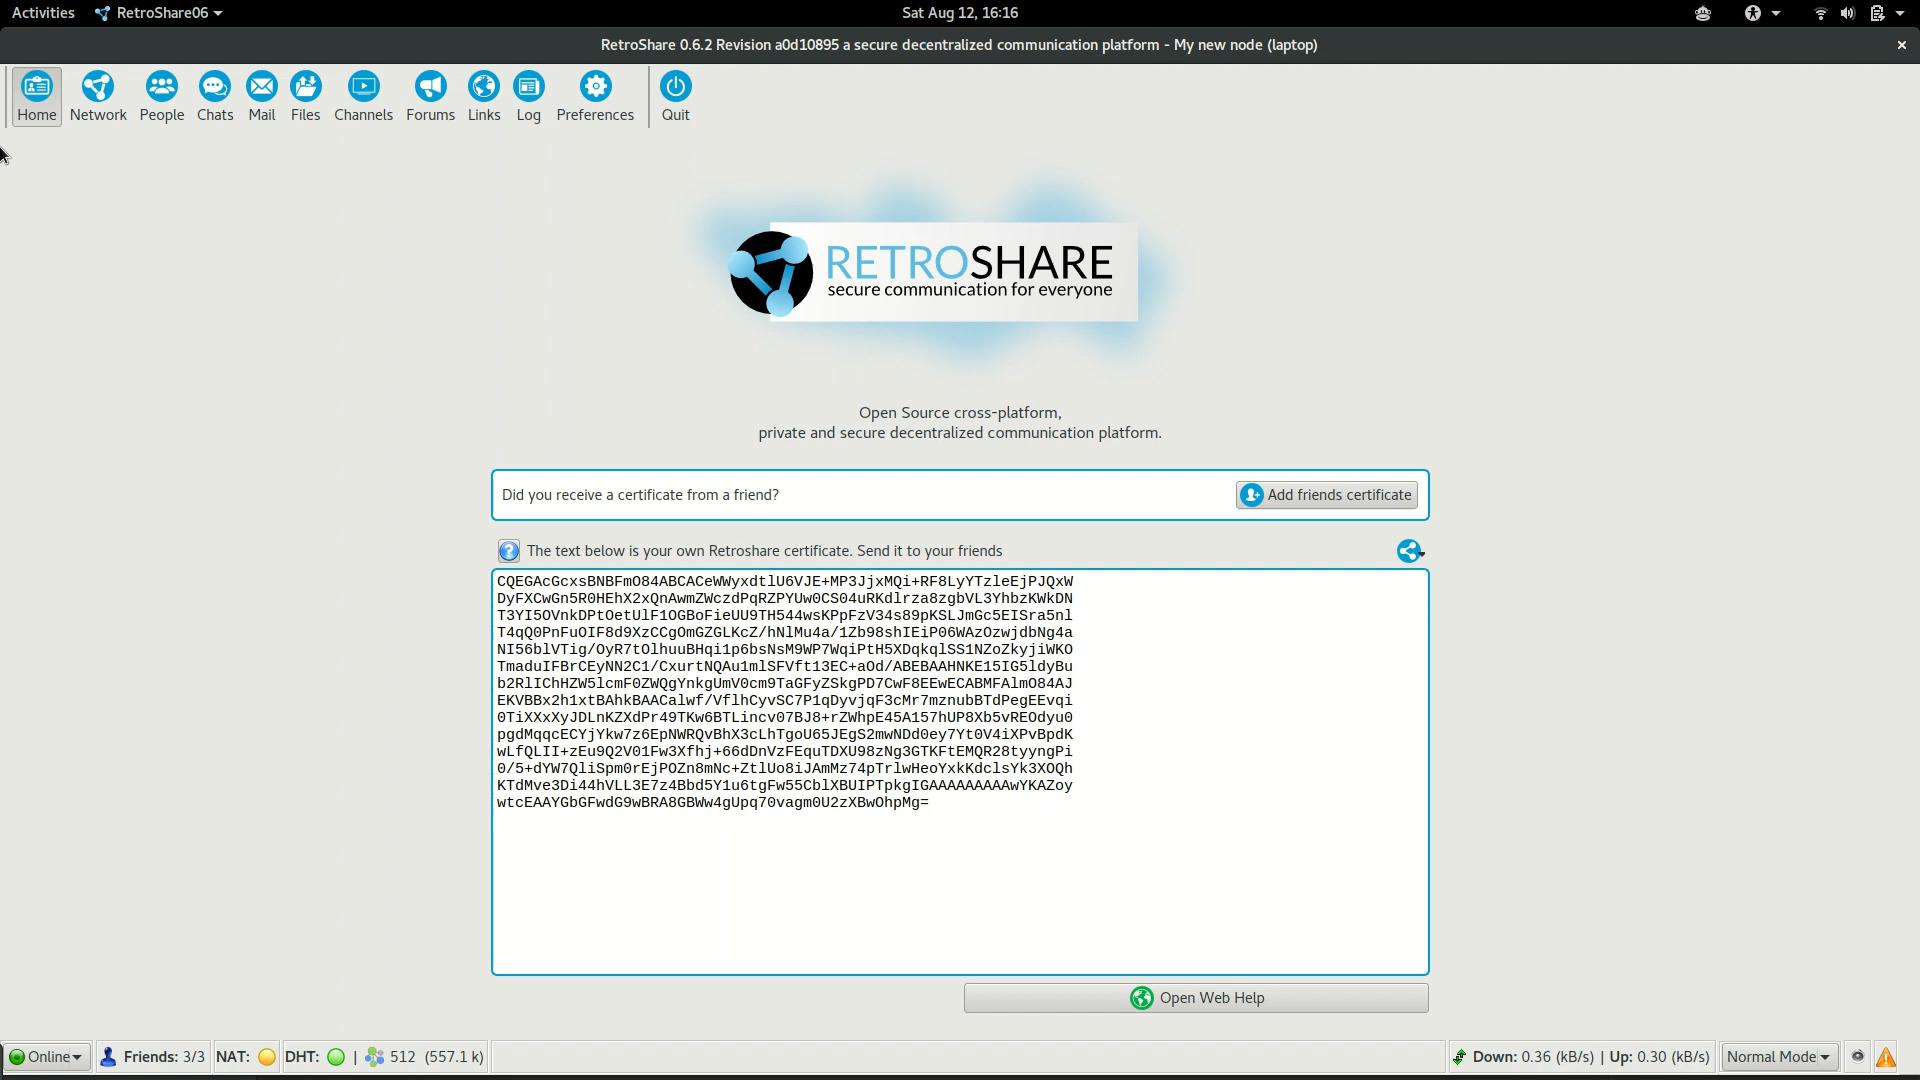 Activities RetroShare06 Sat Aug 12, 16:16
RetroShare 0.6.2 Revision a0d10895 a secure decentralized communication platform - My new node (laptop)
Home Network People Chats Mail Files Channels Forums Links Log Preferences Quit
RETROSHARE
secure communication for everyone
Open Source cross-platform,
private and secure decentralized communication platform.
Did you receive a certificate from a friend? Add friends certificate
The text below is your own Retroshare certificate. Send it to your friends
CQEGAcGcxsBNBFmO84ABCACeWWyxdtlU6VJE+MP3JjxMQi+RF8LyYTzleEjPJQxW
DyFXCwGn5R0HEhX2xQnAwmZWczdPqRZPYUw0CS04uRKdlrza8zgbVL3YhbzKWkDN
T3YI5OVnkDPtOetUlF1OGBoFieUU9TH544wsKPpFzV34s89pKSLJmGc5EISra5nl
T4qQ0PnFuOIF8d9XzCCgOmGZGLKcZ/hNlMu4a/1Zb98shIEiP06WAzOzwjdbNg4a
NI56blVTig/OyR7tOlhuuBHqi1p6bsNsM9WP7WqiPtH5XDqkqlSS1NZoZkyjiWKO
TmaduIFBrCEyNN2C1/CxurtNQAu1mlSFVft13EC+aOd/ABEBAAHNKE15IG5ldyBu
b2RlIChHZW5lcmF0ZWQgYnkgUmV0cm9TaGFyZSkgPD7CwF8EEwECABMFAlmO84AJ
EKVBBx2h1xtBAhkBAACalwf/VflhCyvSC7P1qDyvjqF3cMr7mznubBTdPegEEvqi
0TiXXxXyJDLnKZXdPr49TKw6BTLincv07BJ8+rZWhpE45A157hUP8Xb5vREOdyu0
pgdMqqcECYjYkw7z6EpNWRQvBhX3cLhTgoU65JEgS2mwNDd0ey7Yt0V4iXPvBpdK
wLfQLII+zEu9Q2V01Fw3Xfhj+66dDnVzFEquTDXU98zNg3GTKFtEMQR28tyyngPi
0/5+dYW7QliSpm0rEjPOZn8mNc+ZtlUo8iJAmMz74pTrlwHeoYxkKdclsYk3XOQh
KTdMve3Di44hVLL3E7z4Bbd5Y1u6tgFw55CblXBUIPTpkgIGAAAAAAAAAwYKAZoy
wtcEAAYGbGFwdG9wBRA8GBWw4gUpq70vagm0U2zXBwOhpMg=
Open Web Help
Online Friends: 3/3 NAT: DHT: | 512 (557.1 k) Down: 0.36 (kB/s) | Up: 0.30 (kB/s) Normal Mode